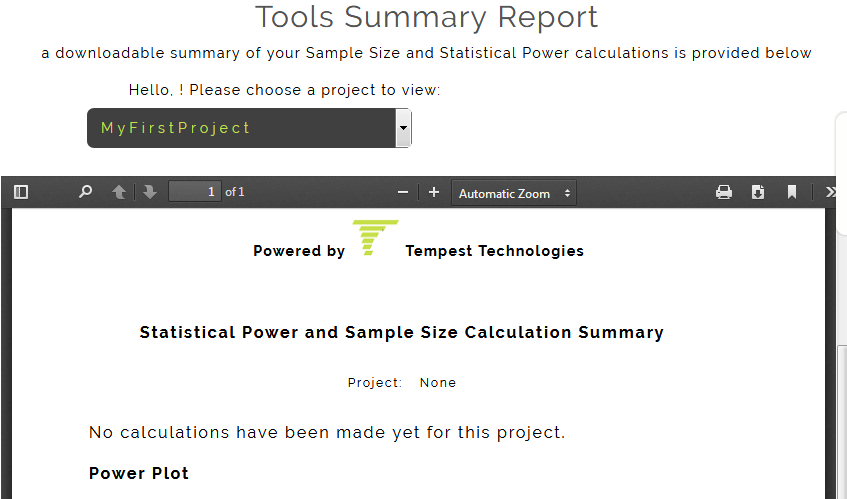 Tools Summary Report
a downloadable summary of your Sample Size and Statistical Power calculations is provided below
Hello, ! Please choose a project to view:
MyFirstProject
1 of 1
Automatic Zoom
Powered by Tempest Technologies
Statistical Power and Sample Size Calculation Summary
Project: None
No calculations have been made yet for this project.
Power Plot